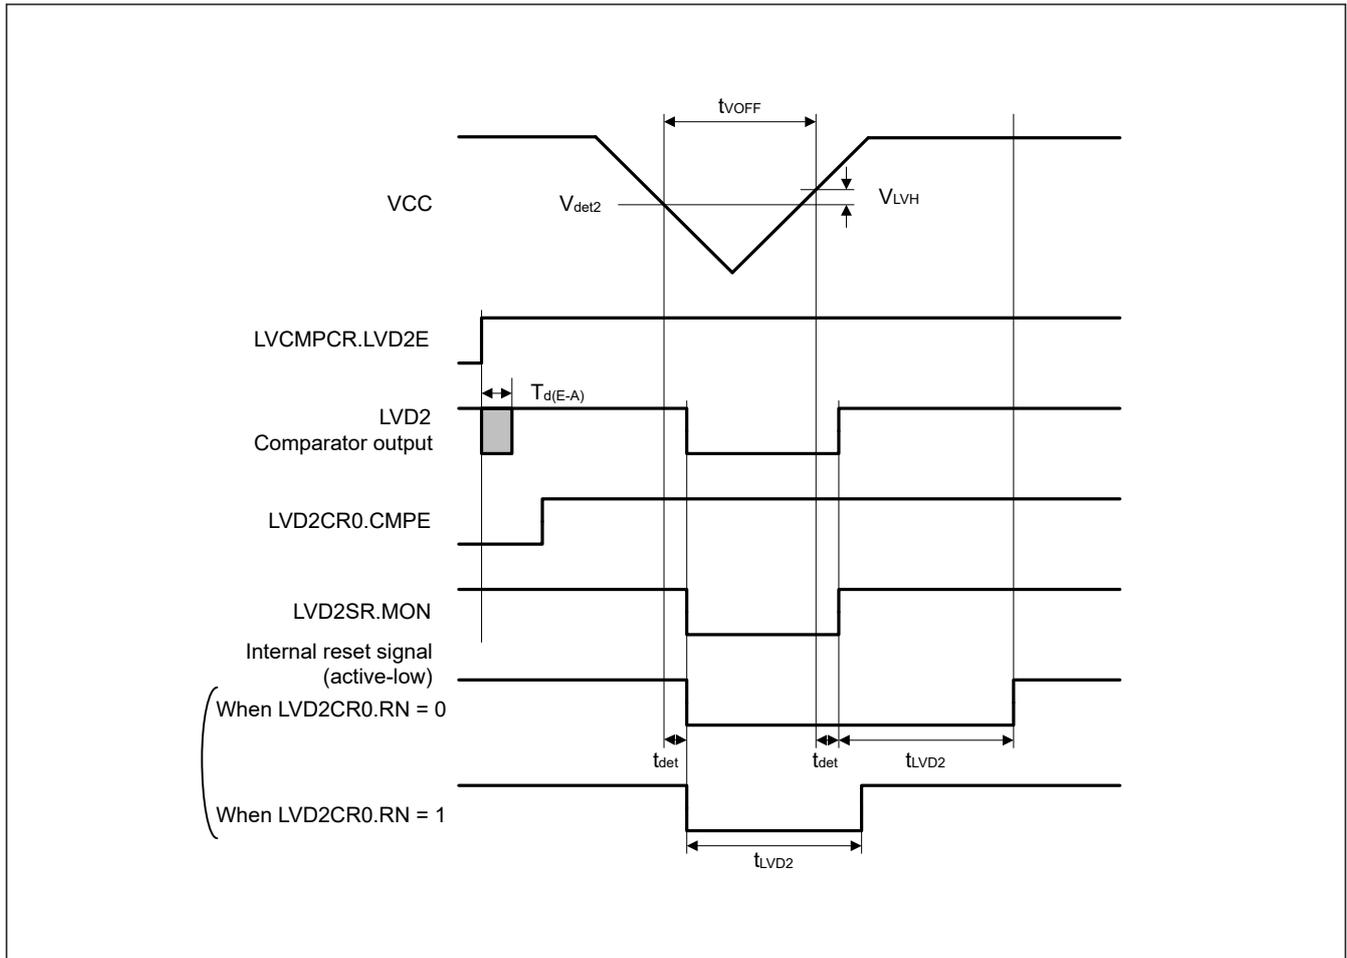 tVOFF
VCC
Vdet2
VLVH
LVCMPCR.LVD2E
Td(E-A)
LVD2
Comparator output
LVD2CR0.CMPE
LVD2SR.MON
Internal reset signal
(active-low)
When LVD2CR0.RN = 0
tdet
tdet
tLVD2
When LVD2CR0.RN = 1
tLVD2